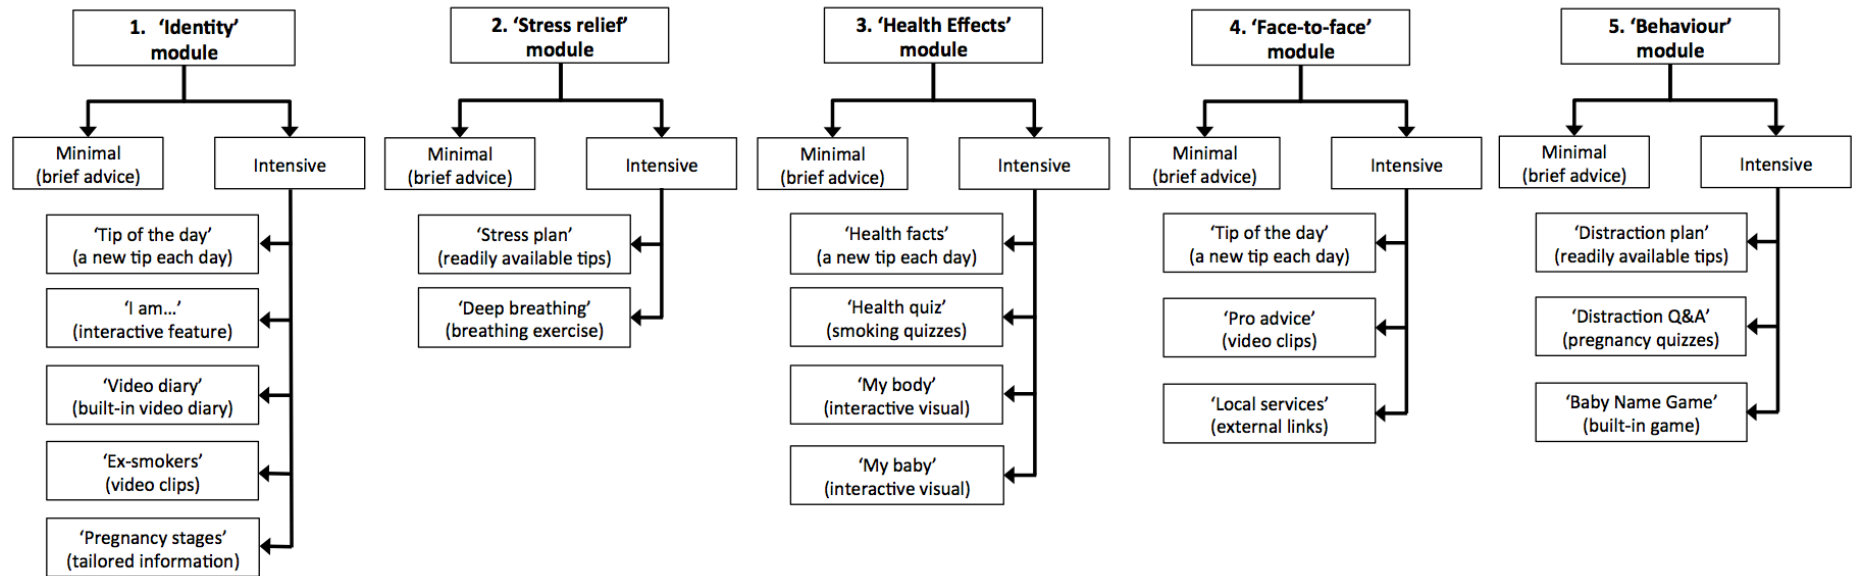 1. ‘Identity’
module
Minimal
(brief advice)
Intensive
‘Tip of the day’
(a new tip each day)
‘I am…’
(interactive feature)
‘Video diary’
(built-in video diary)
‘Ex-smokers’
(video clips)
‘Pregnancy stages’
(tailored information)
2. ‘Stress relief’
module
Minimal
(brief advice)
Intensive
‘Stress plan’
(readily available tips)
‘Deep breathing’
(breathing exercise)
3. ‘Health Effects’
module
Minimal
(brief advice)
Intensive
‘Health facts’
(a new tip each day)
‘Health quiz’
(smoking quizzes)
‘My body’
(interactive visual)
‘My baby’
(interactive visual)
4. ‘Face-to-face’
module
Minimal
(brief advice)
Intensive
‘Tip of the day’
(a new tip each day)
‘Pro advice’
(video clips)
‘Local services’
(external links)
5. ‘Behaviour’
module
Minimal
(brief advice)
Intensive
‘Distraction plan’
(readily available tips)
‘Distraction Q&A’
(pregnancy quizzes)
‘Baby Name Game’
(built-in game)